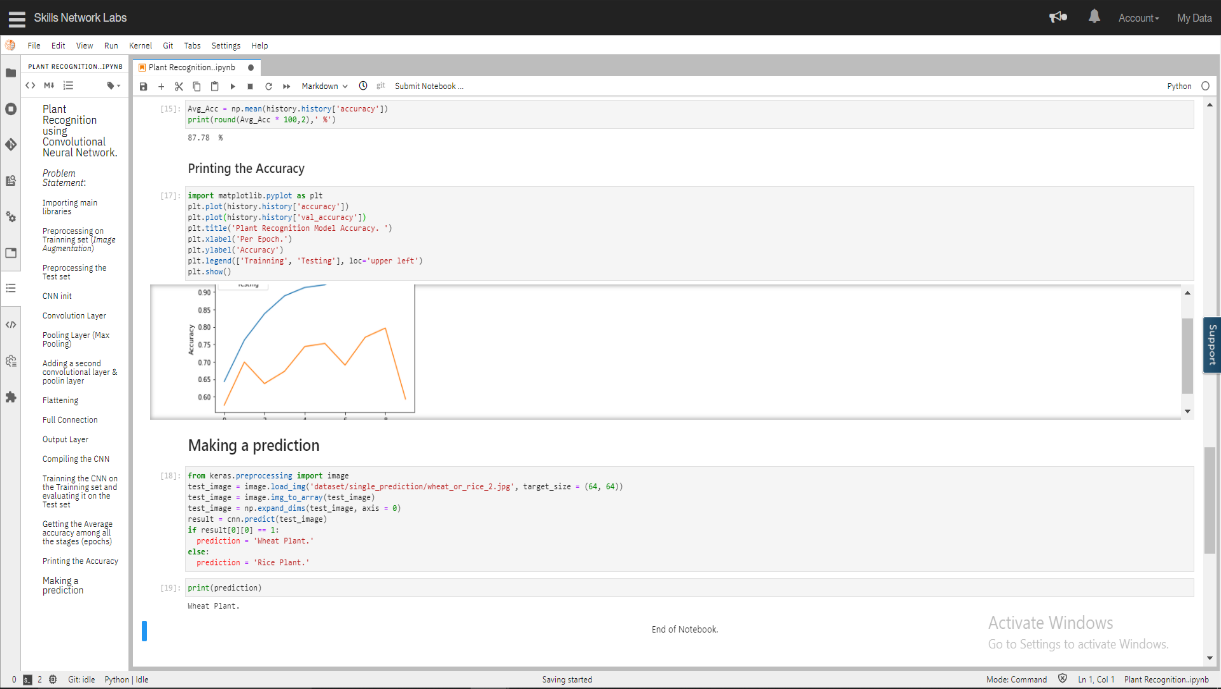 Skills Network Labs
Account
My Data
File Edit View Run Kernel Git Tabs Settings Help
PLANT RECOGNITION..IPYNB
Plant Recognition..ipynb
Markdown
git
Submit Notebook ...
Python
Plant
Recognition
using
Convolutional
Neural Network.
Problem
Statement:
Importing main
libraries
Preprocessing on
Trainning set (Image
Augmentation)
Preprocessing the
Test set
CNN init
Convolution Layer
Pooling Layer (Max
Pooling)
Adding a second
convolutional layer &
poolin layer
Flattening
Full Connection
Output Layer
Compiling the CNN
Trainning the CNN on
the Trainning set and
evaluating it on the
Test set
Getting the Average
accuracy among all
the stages (epochs)
Printing the Accuracy
Making a
prediction
[15]: Avg_Acc = np.mean(history.history['accuracy'])
print(round(Avg_Acc * 100,2),' %')
87.78 %
Printing the Accuracy
[17]: import matplotlib.pyplot as plt
plt.plot(history.history['accuracy'])
plt.plot(history.history['val_accuracy'])
plt.title('Plant Recognition Model Accuracy. ')
plt.xlabel('Per Epoch.')
plt.ylabel('Accuracy')
plt.legend(['Trainning', 'Testing'], loc='upper left')
plt.show()
Testing
0.90
0.85
0.80
0.75
0.70
0.65
0.60
Accuracy
Making a prediction
[18]: from keras.preprocessing import image
test_image = image.load_img('dataset/single_prediction/wheat_or_rice_2.jpg', target_size = (64, 64))
test_image = image.img_to_array(test_image)
test_image = np.expand_dims(test_image, axis = 0)
result = cnn.predict(test_image)
if result[0][0] == 1:
prediction = 'Wheat Plant.'
else:
prediction = 'Rice Plant.'
[19]: print(prediction)
Wheat Plant.
End of Notebook.
Support
Activate Windows
Go to Settings to activate Windows.
0 2 Git: idle Python | Idle
Saving started
Mode: Command
Ln 1, Col 1
Plant Recognition..ipynb